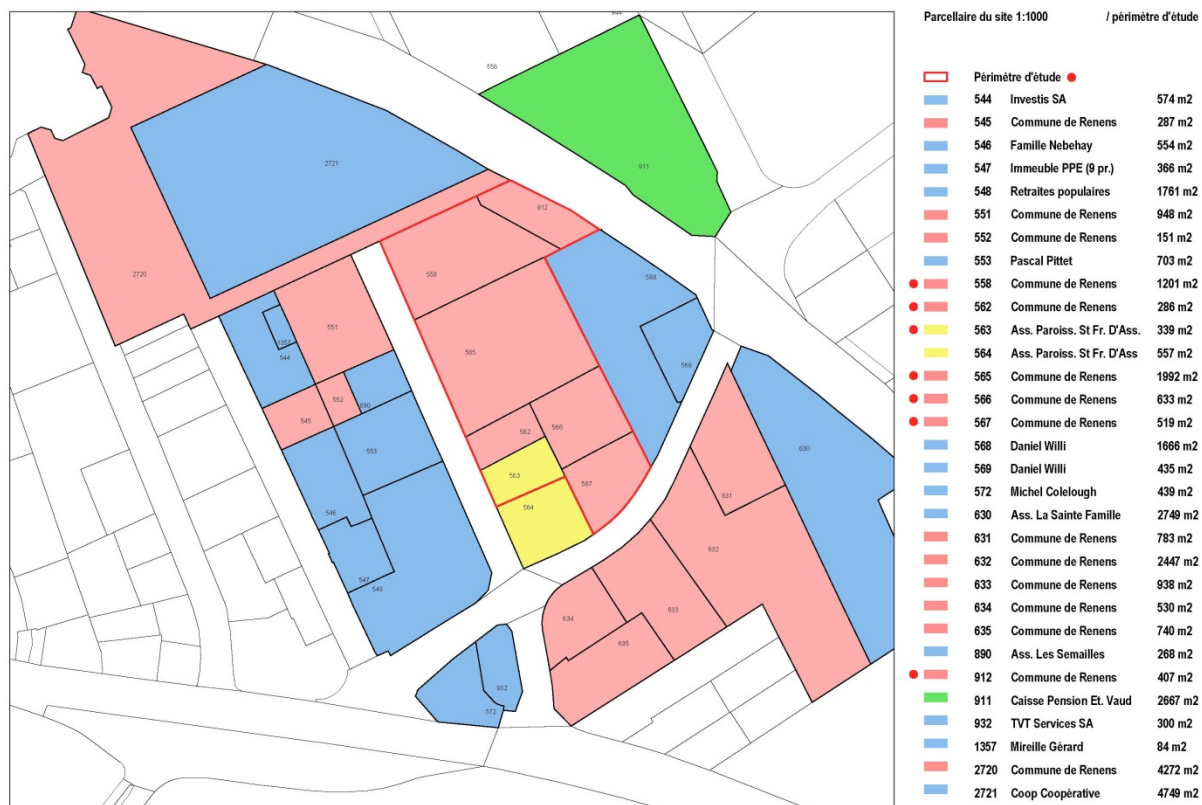 Parcellaire du site 1:1000 / périmètre d'étude
Périmètre d'étude
544 Investis SA 574 m2
545 Commune de Renens 287 m2
546 Famille Nebehay 554 m2
547 Immeuble PPE (9 pr.) 366 m2
548 Retraites populaires 1761 m2
551 Commune de Renens 948 m2
552 Commune de Renens 151 m2
553 Pascal Pittet 703 m2
558 Commune de Renens 1201 m2
562 Commune de Renens 286 m2
563 Ass. Paroiss. St Fr. D'Ass. 339 m2
564 Ass. Paroiss. St Fr. D'Ass 557 m2
565 Commune de Renens 1992 m2
566 Commune de Renens 633 m2
567 Commune de Renens 519 m2
568 Daniel Willi 1666 m2
569 Daniel Willi 435 m2
572 Michel Colelough 439 m2
630 Ass. La Sainte Famille 2749 m2
631 Commune de Renens 783 m2
632 Commune de Renens 2447 m2
633 Commune de Renens 938 m2
634 Commune de Renens 530 m2
635 Commune de Renens 740 m2
890 Ass. Les Semailles 268 m2
912 Commune de Renens 407 m2
911 Caisse Pension Et. Vaud 2667 m2
932 TVT Services SA 300 m2
1357 Mireille Gérard 84 m2
2720 Commune de Renens 4272 m2
2721 Coop Coopérative 4749 m2
944
556
2721
911
912
2720
558
568
551
1357
544
565
569
552
890
545
562
566
553
630
563
567
631
564
546
632
547
548
633
634
635
932
572